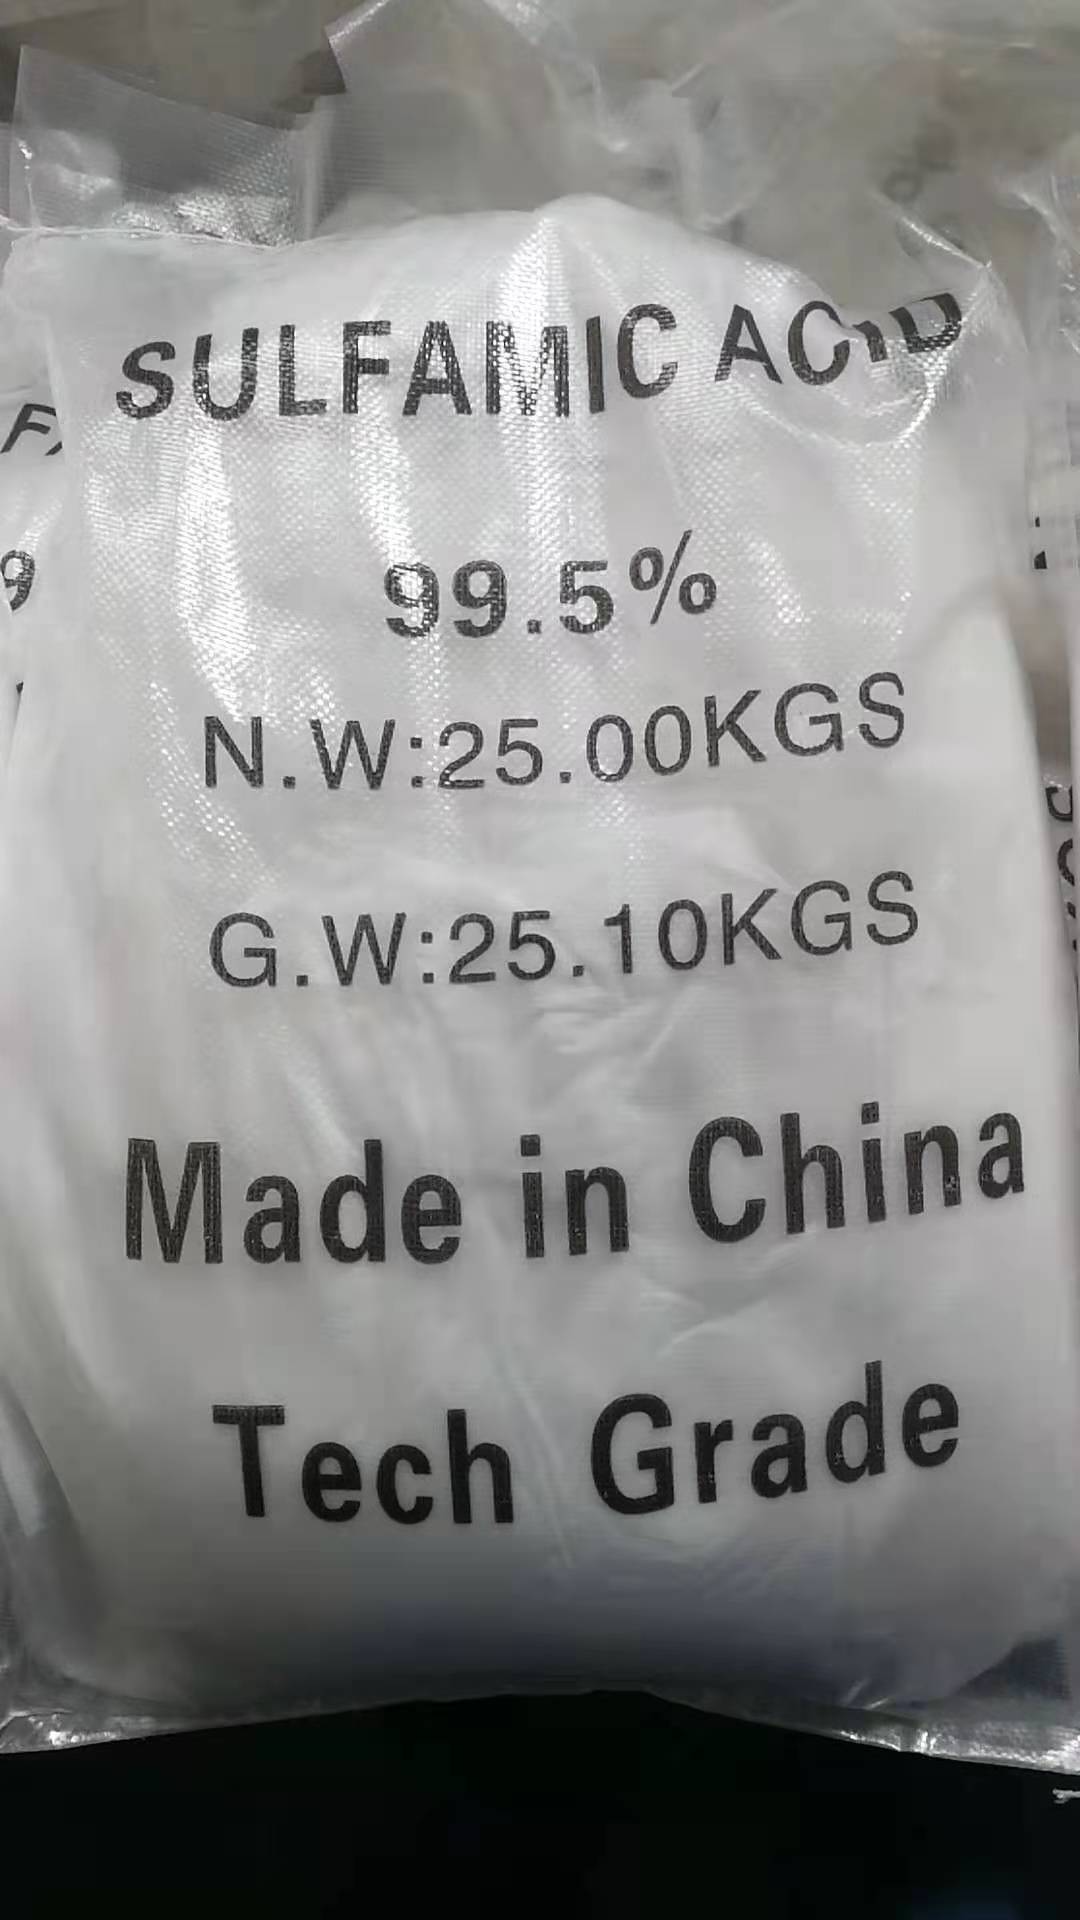 SULFAMIC ACID
99.5%
N.W:25.00KGS
G.W:25.10KGS
Made in China
Tech Grade